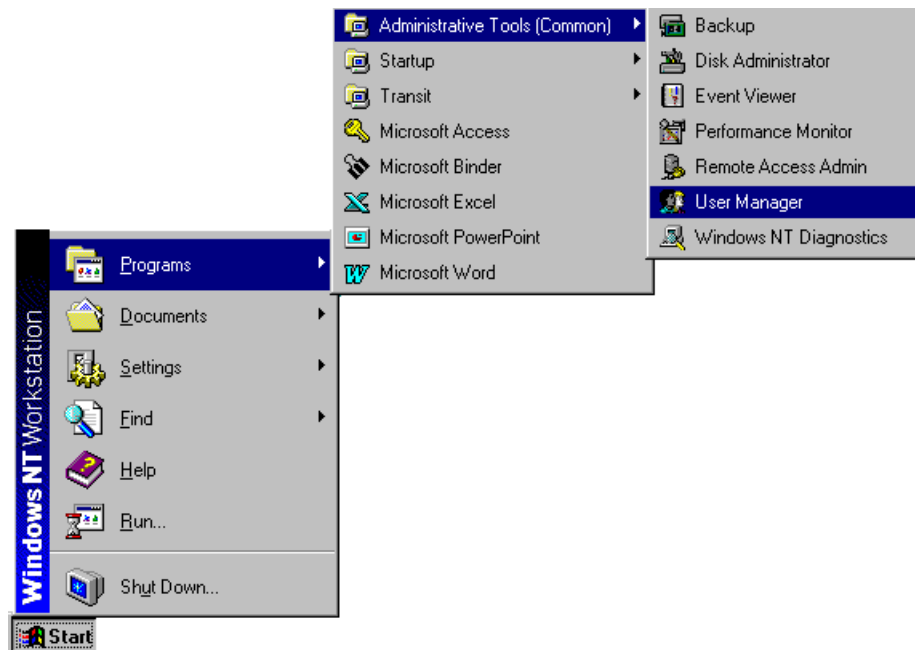 Administrative Tools (Common)
Startup
Transit
Microsoft Access
Microsoft Binder
Microsoft Excel
Microsoft PowerPoint
Microsoft Word
Backup
Disk Administrator
Event Viewer
Performance Monitor
Remote Access Admin
User Manager
Windows NT Diagnostics
Windows NT Workstation
Programs
Documents
Settings
Find
Help
Run...
Shut Down...
Start